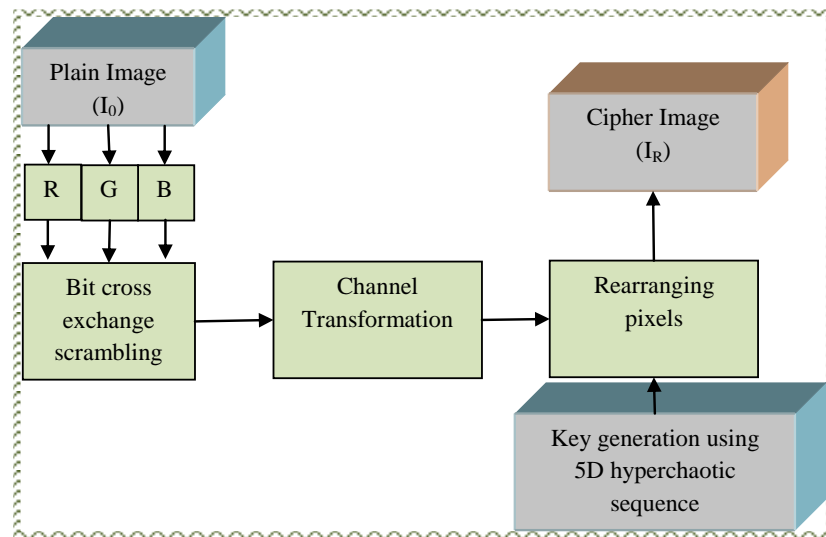 Plain Image
(I₀)
R
G
B
Bit cross
exchange
scrambling
Channel
Transformation
Rearranging
pixels
Cipher Image
(I_R)
Key generation using
5D hyperchaotic
sequence